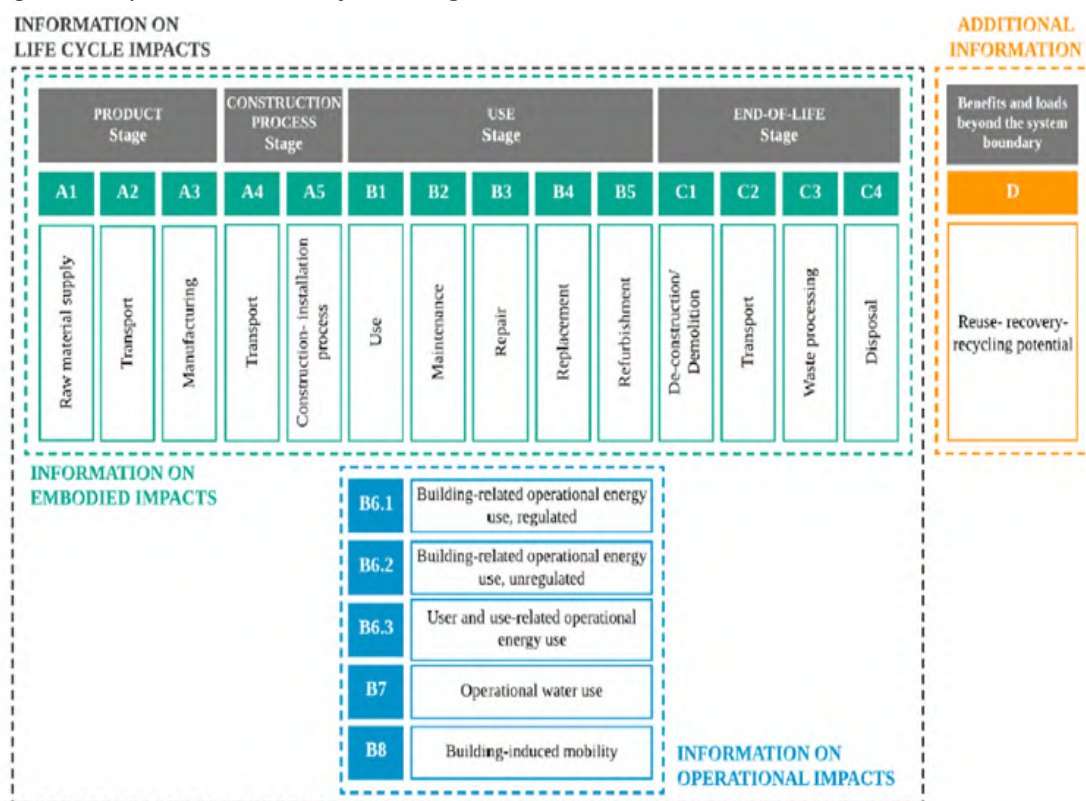 INFORMATION ON
LIFE CYCLE IMPACTS
ADDITIONAL
INFORMATION
PRODUCT
Stage
CONSTRUCTION
PROCESS
Stage
USE
Stage
END-OF-LIFE
Stage
Benefits and loads
beyond the system
boundary
A1
A2
A3
A4
A5
B1
B2
B3
B4
B5
C1
C2
C3
C4
D
Raw material supply
Transport
Manufacturing
Transport
Construction- installation
process
Use
Maintenance
Repair
Replacement
Refurbishment
De-construction/
Demolition
Transport
Waste processing
Disposal
Reuse- recovery-
recycling potential
INFORMATION ON
EMBODIED IMPACTS
B6.1
Building-related operational energy
use, regulated
B6.2
Building-related operational energy
use, unregulated
B6.3
User and use-related operational
energy use
B7
Operational water use
B8
Building-induced mobility
INFORMATION ON
OPERATIONAL IMPACTS